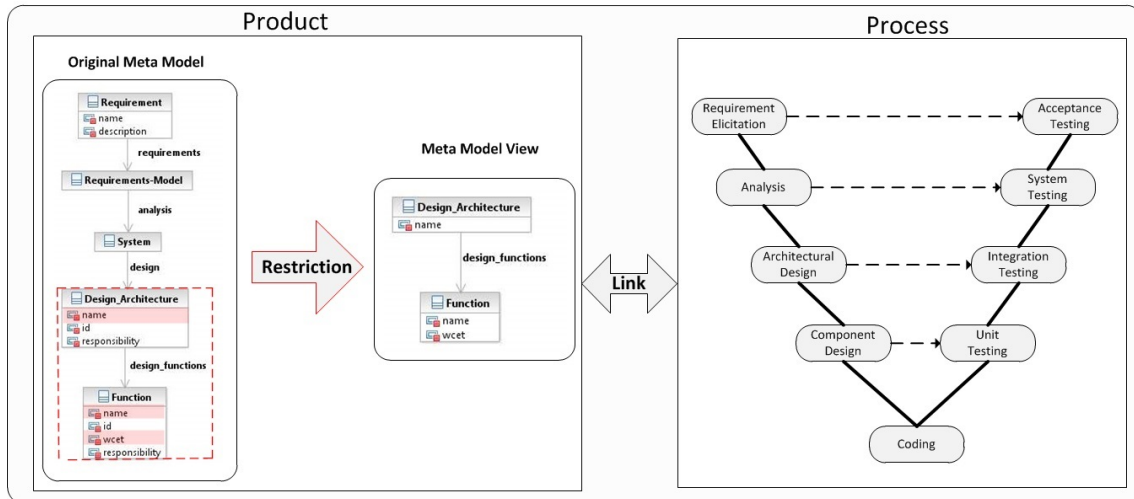 Product
Original Meta Model
Requirement
name
description
requirements
Requirements-Model
analysis
System
design
Design_Architecture
name
id
responsibility
design_functions
Function
name
id
wcet
responsibility
Restriction
Meta Model View
Design_Architecture
name
design_functions
Function
name
wcet
Link
Process
Requirement
Elicitation
Acceptance
Testing
Analysis
System
Testing
Architectural
Design
Integration
Testing
Component
Design
Unit
Testing
Coding